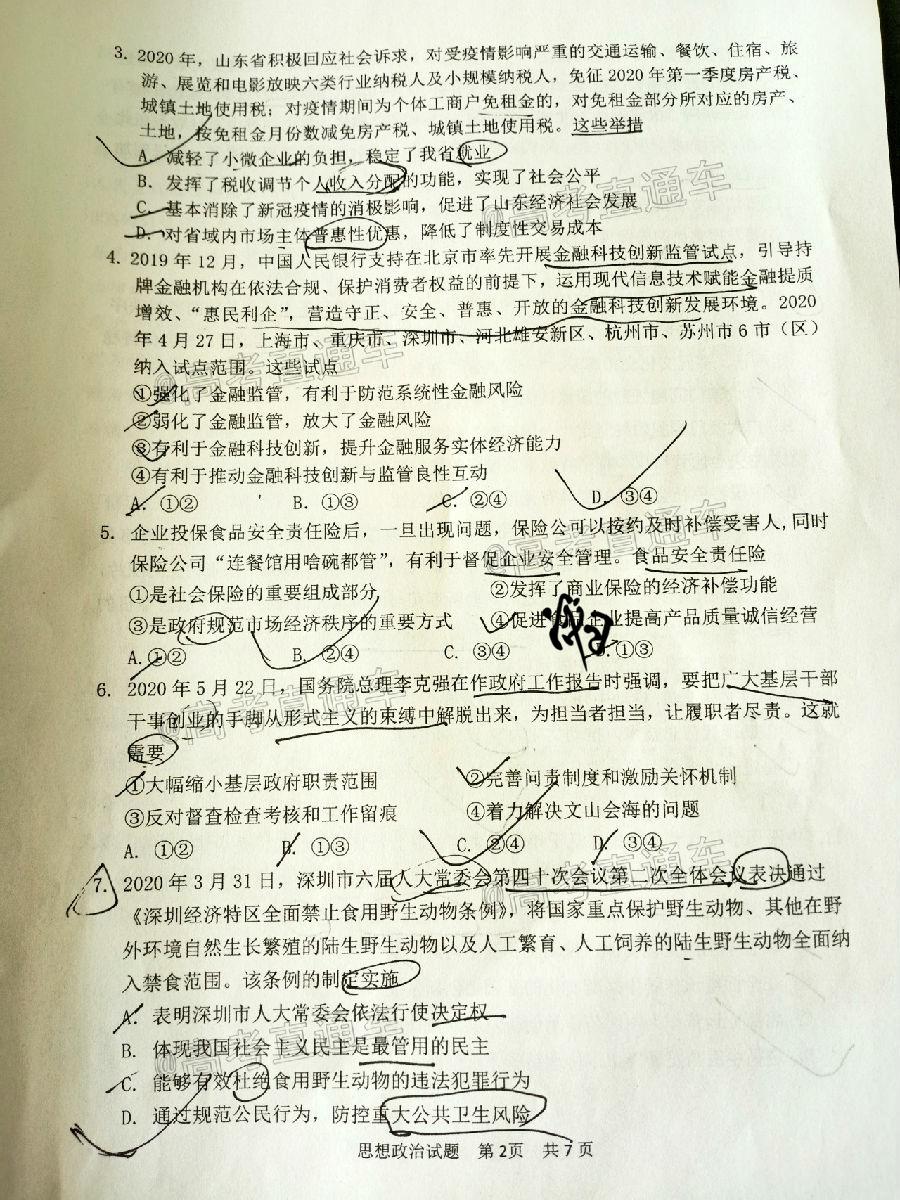 3. 2020年，山东省积极回应社会诉求，对受疫情影响严重的交通运输、餐饮、住宿、旅
游、展览和电影放映六类行业纳税人及小规模纳税人，免征2020年第一季度房产税、
城镇土地使用税；对疫情期间为个体工商户免租金的，对免租金部分所对应的房产、
土地，按免租金月份数减免房产税、城镇土地使用税。这些举措
A. 减轻了小微企业的负担，稳定了我省就业
B. 发挥了税收调节个人收入分配的功能，实现了社会公平
C. 基本消除了新冠疫情的消极影响，促进了山东经济社会发展
D. 对省域内市场主体普惠性优惠，降低了制度性交易成本
4. 2019年12月，中国人民银行支持在北京市率先开展金融科技创新监管试点，引导持
牌金融机构在依法合规、保护消费者权益的前提下，运用现代信息技术赋能金融提质
增效、“惠民利企”，营造守正、安全、普惠、开放的金融科技创新发展环境。2020
年4月27日，上海市、重庆市、深圳市、河北雄安新区、杭州市、苏州市6市（区）
纳入试点范围。这些试点
@高考直通车
①强化了金融监管，有利于防范系统性金融风险
②弱化了金融监管，放大了金融风险
③有利于金融科技创新，提升金融服务实体经济能力
④有利于推动金融科技创新与监管良性互动
A. ①② B. ①③ C. ②④ D. ③④
5. 企业投保食品安全责任险后，一旦出现问题，保险公司可以按约及时补偿受害人，同时
保险公司“连餐馆用啥碗都管”，有利于督促企业安全管理。食品安全责任险
①是社会保险的重要组成部分 ②发挥了商业保险的经济补偿功能
③是政府规范市场经济秩序的重要方式 ④促进企业提高产品质量诚信经营
A. ①② B. ②④ C. ③④ D. ①③
6. 2020年5月22日，国务院总理李克强在作政府工作报告时强调，要把广大基层干部
干事创业的手脚从形式主义的束缚中解脱出来，为担当者担当，让履职者尽责。这就
需要
①大幅缩小基层政府职责范围 ②完善问责制度和激励关怀机制
③反对督查检查考核和工作留痕 ④着力解决文山会海的问题
A. ①② B. ①③ C. ②④ D. ③④
7. 2020年3月31日，深圳市六届人大常委会第四十次会议第二次全体会议表决通过
《深圳经济特区全面禁止食用野生动物条例》，将国家重点保护野生动物、其他在野
外环境自然生长繁殖的陆生野生动物以及人工繁育、人工饲养的陆生野生动物全面纳
入禁食范围。该条例的制定实施
A. 表明深圳市人大常委会依法行使决定权
B. 体现我国社会主义民主是最管用的民主
C. 能够有效杜绝食用野生动物的违法犯罪行为
D. 通过规范公民行为，防控重大公共卫生风险
思想政治试题 第2页 共7页